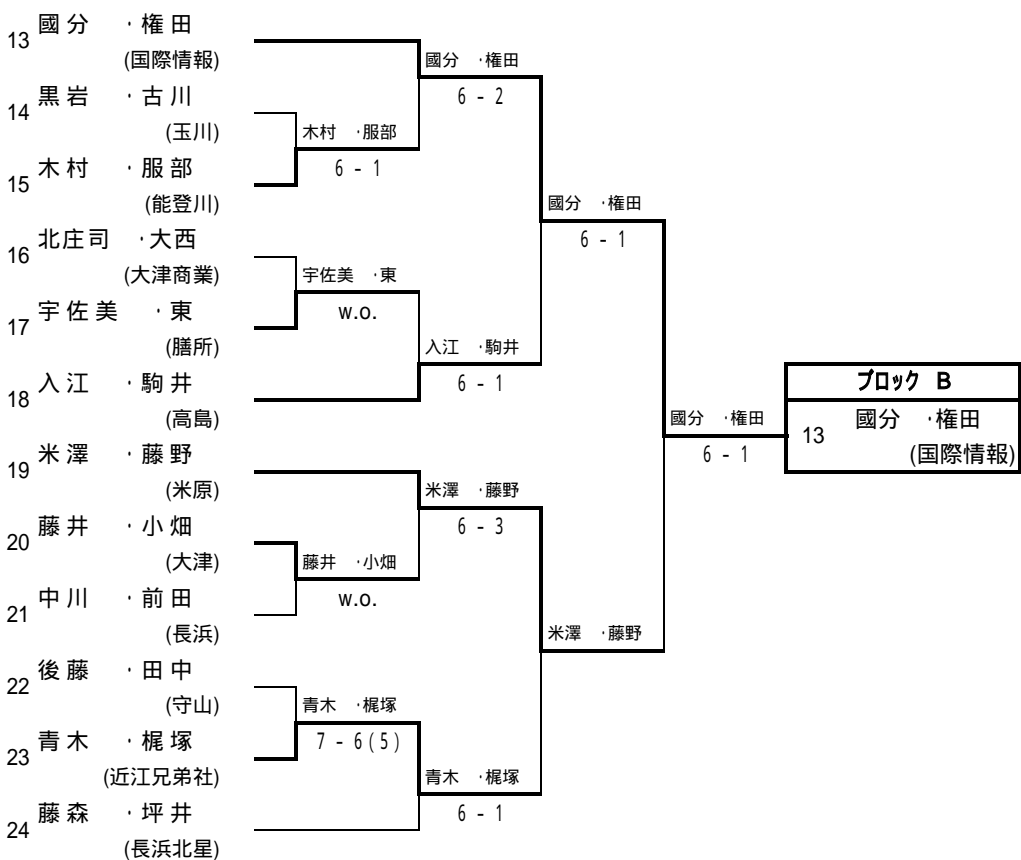 13 國分 ・権田
(国際情報)
14 黒岩 ・古川
(玉川)
15 木村 ・服部
(能登川)
16 北庄司 ・大西
(大津商業)
17 宇佐美 ・東
(膳所)
18 入江 ・駒井
(高島)
19 米澤 ・藤野
(米原)
20 藤井 ・小畑
(大津)
21 中川 ・前田
(長浜)
22 後藤 ・田中
(守山)
23 青木 ・梶塚
(近江兄弟社)
24 藤森 ・坪井
(長浜北星)
木村 ・服部
6 - 1
宇佐美 ・東
w.o.
藤井 ・小畑
w.o.
青木 ・梶塚
7 - 6(5)
國分 ・権田
6 - 2
入江 ・駒井
6 - 1
米澤 ・藤野
6 - 3
青木 ・梶塚
6 - 1
國分 ・権田
6 - 1
米澤 ・藤野
國分 ・権田
6 - 1
ブロック B
13 國分 ・権田
(国際情報)